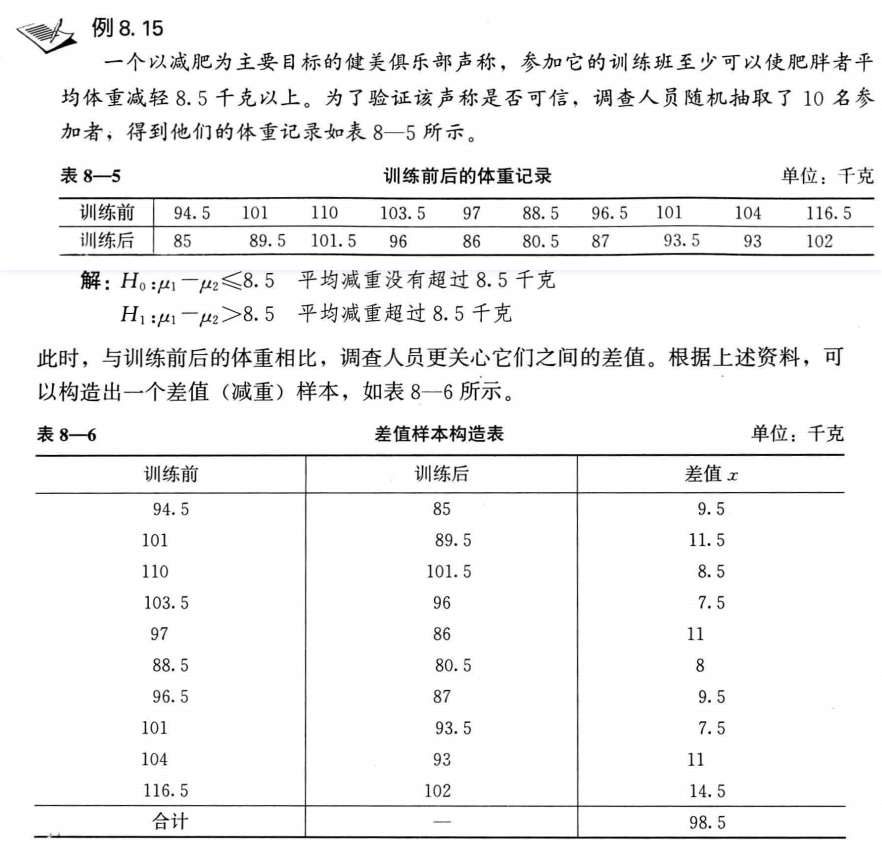 例 8. 15
一个以减肥为主要目标的健美俱乐部声称，参加它的训练班至少可以使肥胖者平
均体重减轻 8.5 千克以上。为了验证该声称是否可信，调查人员随机抽取了 10 名参
加者，得到他们的体重记录如表 8—5 所示。
表 8—5 训练前后的体重记录 单位：千克
训练前 94.5 101 110 103.5 97 88.5 96.5 101 104 116.5
训练后 85 89.5 101.5 96 86 80.5 87 93.5 93 102
解：H₀:μ₁－μ₂≤8.5 平均减重没有超过 8.5 千克
H₁:μ₁－μ₂>8.5 平均减重超过 8.5 千克
此时，与训练前后的体重相比，调查人员更关心它们之间的差值。根据上述资料，可
以构造出一个差值（减重）样本，如表 8—6 所示。
表 8—6 差值样本构造表 单位：千克
训练前 训练后 差值 x
94.5 85 9.5
101 89.5 11.5
110 101.5 8.5
103.5 96 7.5
97 86 11
88.5 80.5 8
96.5 87 9.5
101 93.5 7.5
104 93 11
116.5 102 14.5
合计 — 98.5